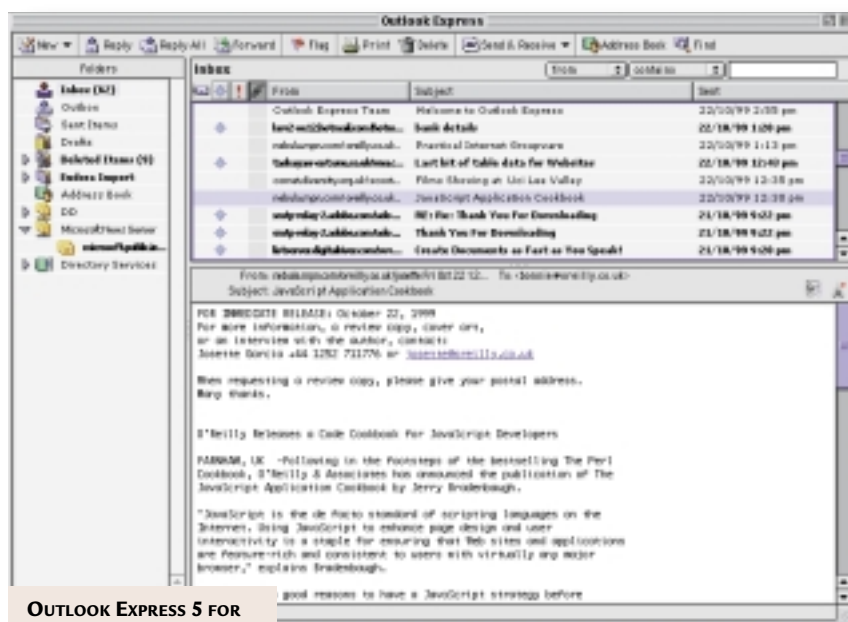 Outlook Express
New Reply Reply All Forward Flag Print Delete Send & Receive Address Book Find
Folders
Inbox (62)
Outbox
Sent Items
Drafts
Deleted Items (9)
Eudora Import
Address Book
DD
Microsoft News Server
Directory Services
Inbox
From contains
From Subject Sent
Outlook Express Team Welcome to Outlook Express 22/10/99 2:55 pm
bank details 22/10/99 1:20 pm
Practical Internet Groupware 22/10/99 1:13 pm
Last bit of table data for Websites 22/10/99 12:40 pm
Films Showing at Uci Lee Valley 22/10/99 12:38 pm
JavaScript Application Cookbook 22/10/99 12:38 pm
RE: Re: Thank You For Downloading 21/10/99 9:22 pm
Thank You For Downloading 21/10/99 9:22 pm
Create Documents as Fast as You Speak! 21/10/99 9:20 pm
From:
Subject: JavaScript Application Cookbook
FOR IMMEDIATE RELEASE: October 22, 1999
For more information, a review copy, cover art,
or an interview with the author, contact:
Josette Garcia +44 1252 711776 or josette@oreilly.co.uk
When requesting a review copy, please give your postal address.
Many thanks.
O'Reilly Releases a Code Cookbook For JavaScript Developers
FARNHAM, UK -Following in the footsteps of the bestselling The Perl
Cookbook, O'Reilly & Associates has announced the publication of The
JavaScript Application Cookbook by Jerry Bradenbaugh.
"JavaScript is the de facto standard of scripting languages on the
Internet. Using JavaScript to enhance page design and user
interactivity is a staple for ensuring that Web sites and applications
are feature-rich and consistent to users with virtually any major
browser," explains Bradenbaugh.
good reasons to have a JavaScript strategy before
OUTLOOK EXPRESS 5 FOR